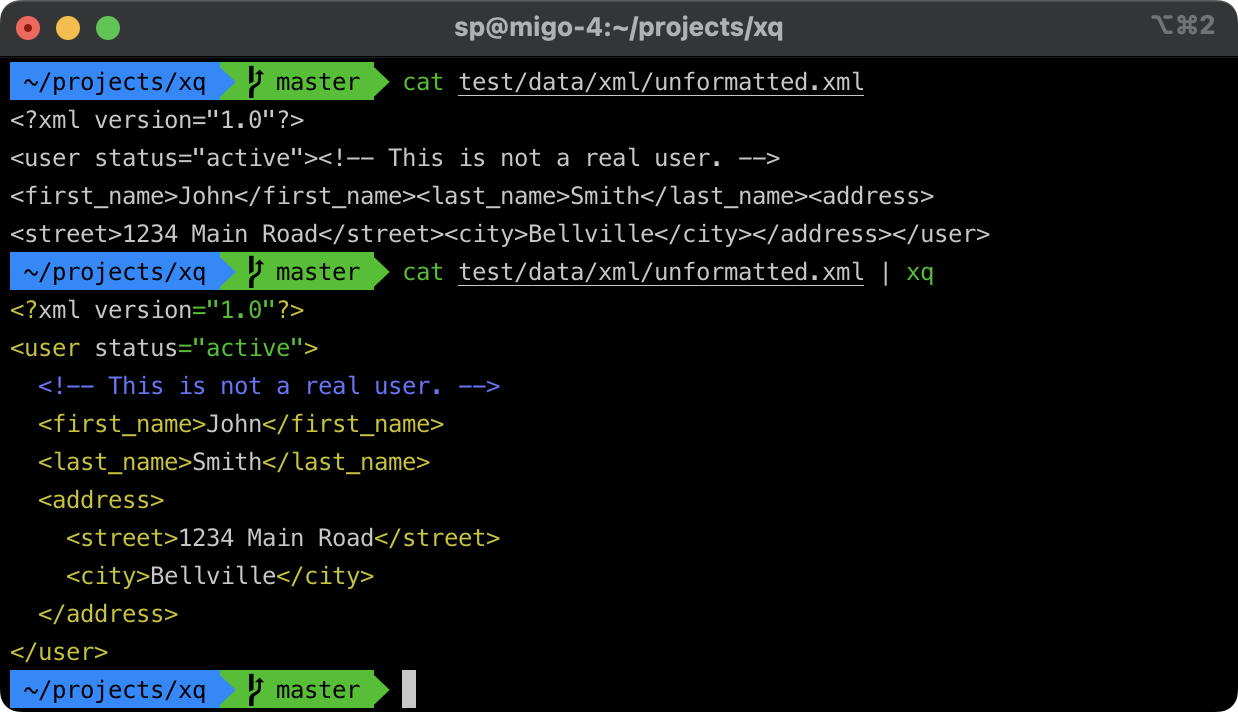 sp@migo-4:~/projects/xq ⌥⌘2
~/projects/xq master cat test/data/xml/unformatted.xml
<?xml version="1.0"?>
<user status="active"><!-- This is not a real user. -->
<first_name>John</first_name><last_name>Smith</last_name><address>
<street>1234 Main Road</street><city>Bellville</city></address></user>
~/projects/xq master cat test/data/xml/unformatted.xml | xq
<?xml version="1.0"?>
<user status="active">
  <!-- This is not a real user. -->
  <first_name>John</first_name>
  <last_name>Smith</last_name>
  <address>
    <street>1234 Main Road</street>
    <city>Bellville</city>
  </address>
</user>
~/projects/xq master